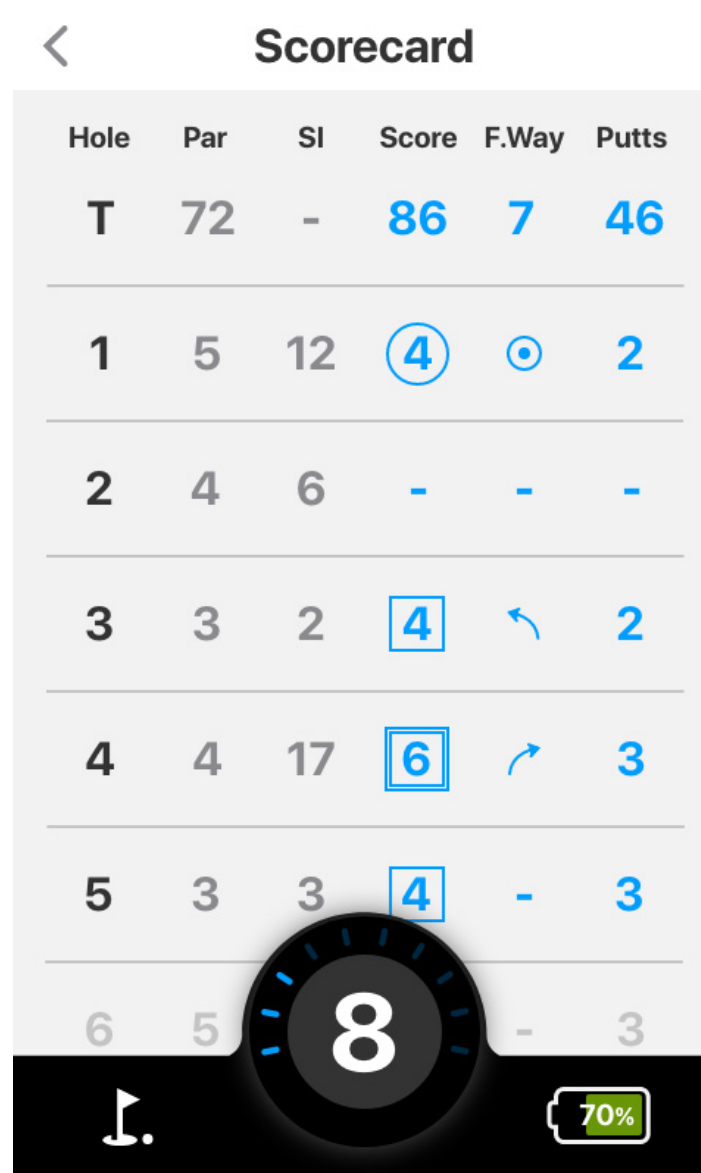 Scorecard
Hole Par SI Score F.Way Putts
T 72 - 86 7 46
1 5 12 4 2
2 4 6 - - -
3 3 2 4 2
4 4 17 6 3
5 3 3 4 - 3
6 5 - 3
8
70%